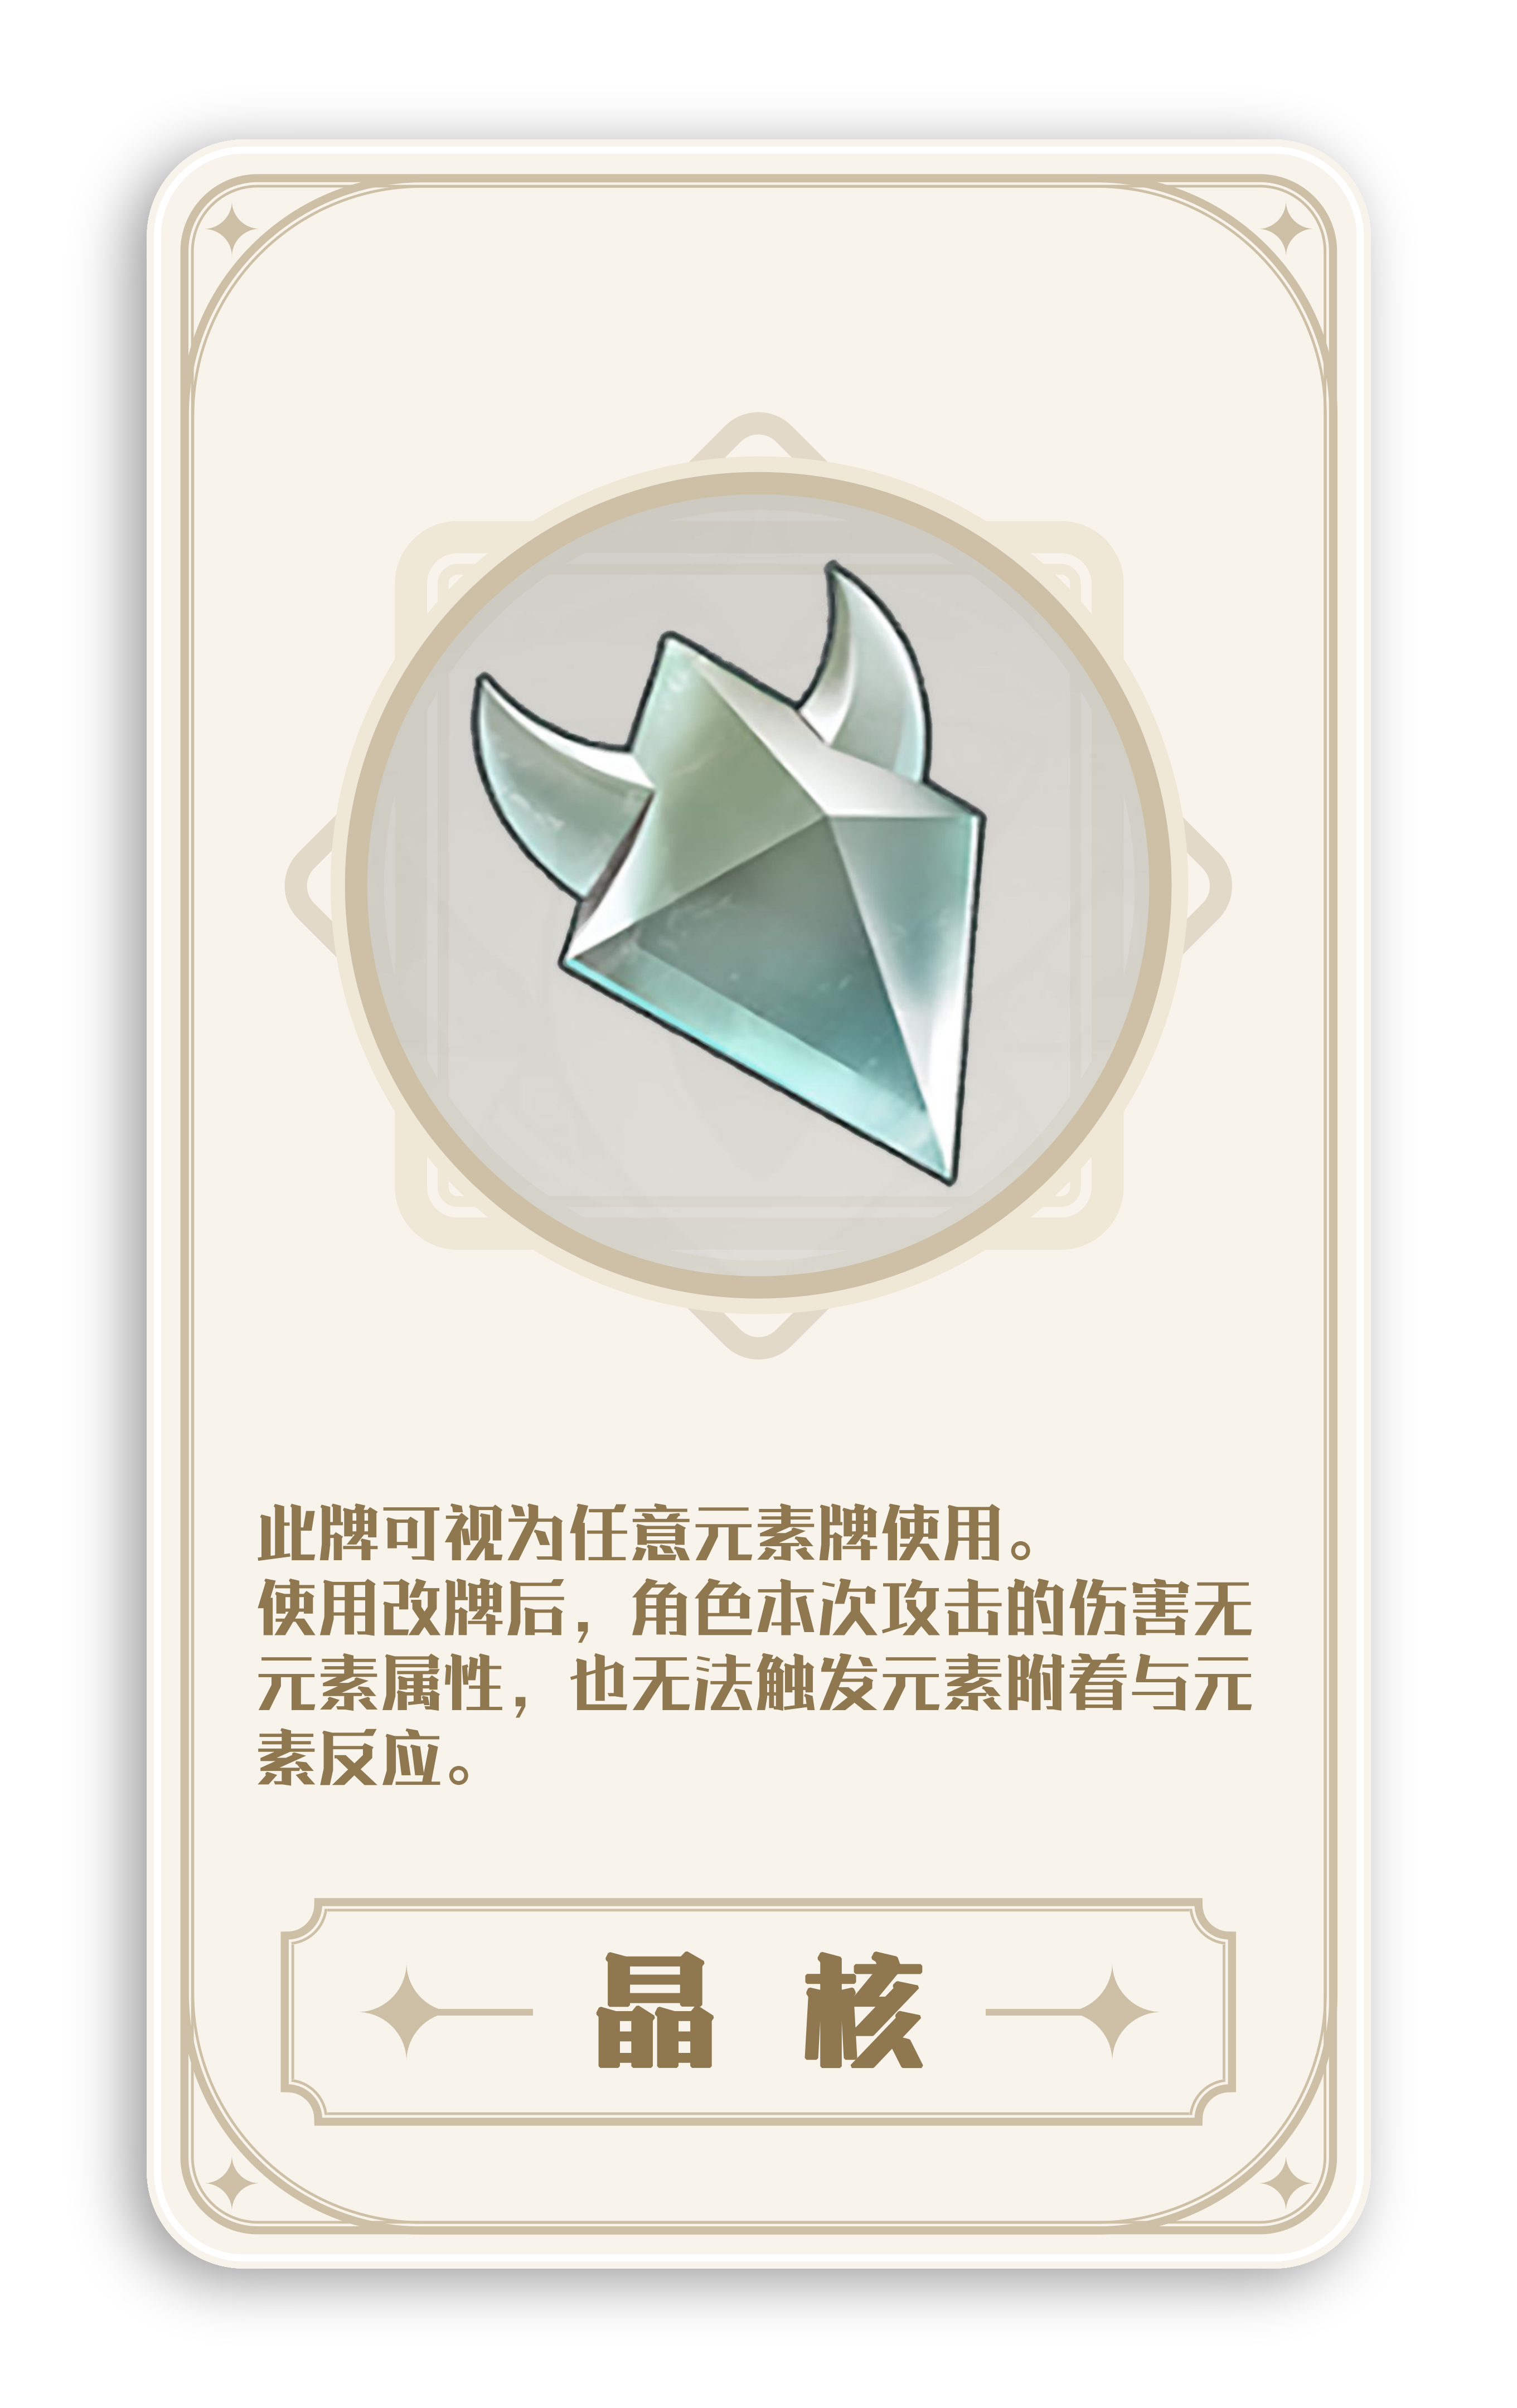 此牌可视为任意元素牌使用。
使用改牌后，角色本次攻击的伤害无
元素属性，也无法触发元素附着与元
素反应。
晶核